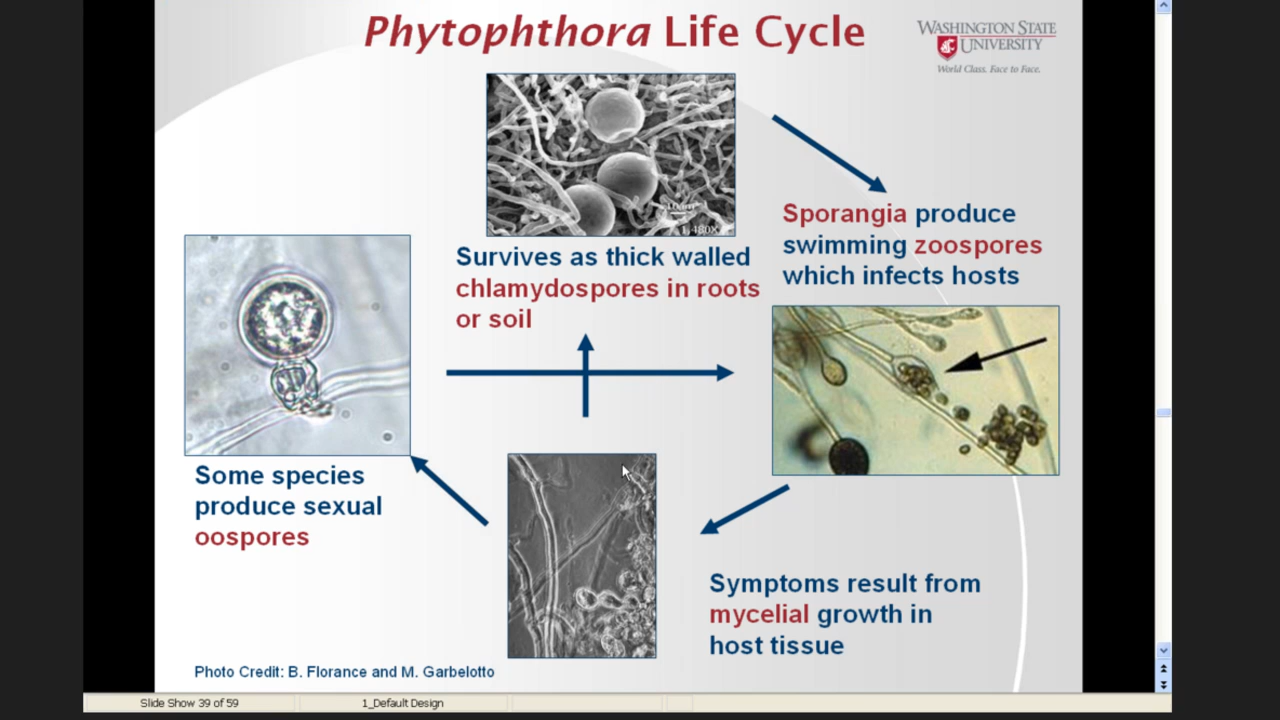 Phytophthora Life Cycle
WASHINGTON STATE
UNIVERSITY
World Class. Face to Face.
1,480X
Survives as thick walled
chlamydospores in roots
or soil
Sporangia produce
swimming zoospores
which infects hosts
Some species
produce sexual
oospores
Symptoms result from
mycelial growth in
host tissue
Photo Credit: B. Florance and M. Garbelotto
Slide Show 39 of 59
1_Default Design